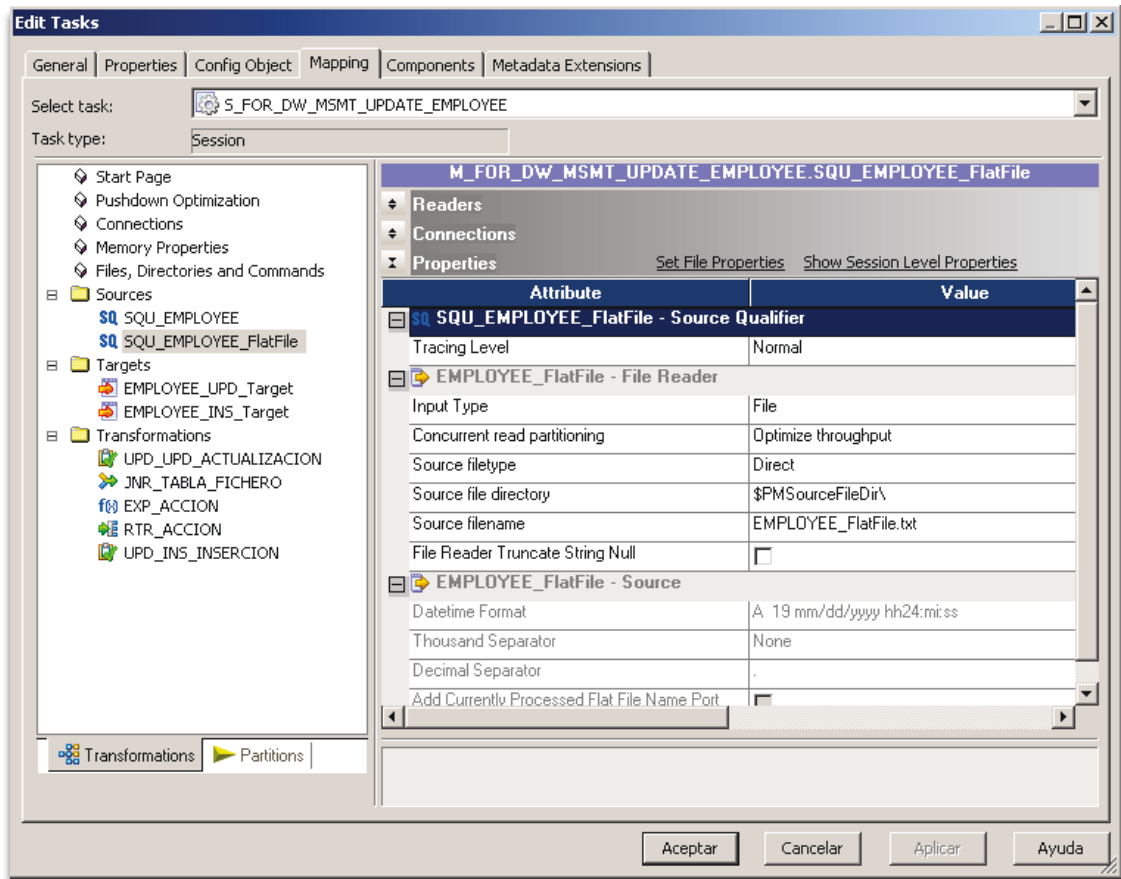 Edit Tasks
General Properties Config Object Mapping Components Metadata Extensions
Select task: S_FOR_DW_MSMT_UPDATE_EMPLOYEE
Task type: Session
Start Page
Pushdown Optimization
Connections
Memory Properties
Files, Directories and Commands
Sources
SQ SQU_EMPLOYEE
SQ SQU_EMPLOYEE_FlatFile
Targets
EMPLOYEE_UPD_Target
EMPLOYEE_INS_Target
Transformations
UPD_UPD_ACTUALIZACION
JNR_TABLA_FICHERO
f(x) EXP_ACCION
RTR_ACCION
UPD_INS_INSERCION
Transformations Partitions
M_FOR_DW_MSMT_UPDATE_EMPLOYEE.SQU_EMPLOYEE_FlatFile
Readers
Connections
Properties Set File Properties Show Session Level Properties
Attribute Value
SQ SQU_EMPLOYEE_FlatFile - Source Qualifier
Tracing Level Normal
EMPLOYEE_FlatFile - File Reader
Input Type File
Concurrent read partitioning Optimize throughput
Source filetype Direct
Source file directory $PMSourceFileDir\
Source filename EMPLOYEE_FlatFile.txt
File Reader Truncate String Null
EMPLOYEE_FlatFile - Source
Datetime Format A 19 mm/dd/yyyy hh24:mi:ss
Thousand Separator None
Decimal Separator .
Add Currently Processed Flat File Name Port
Aceptar Cancelar Aplicar Ayuda